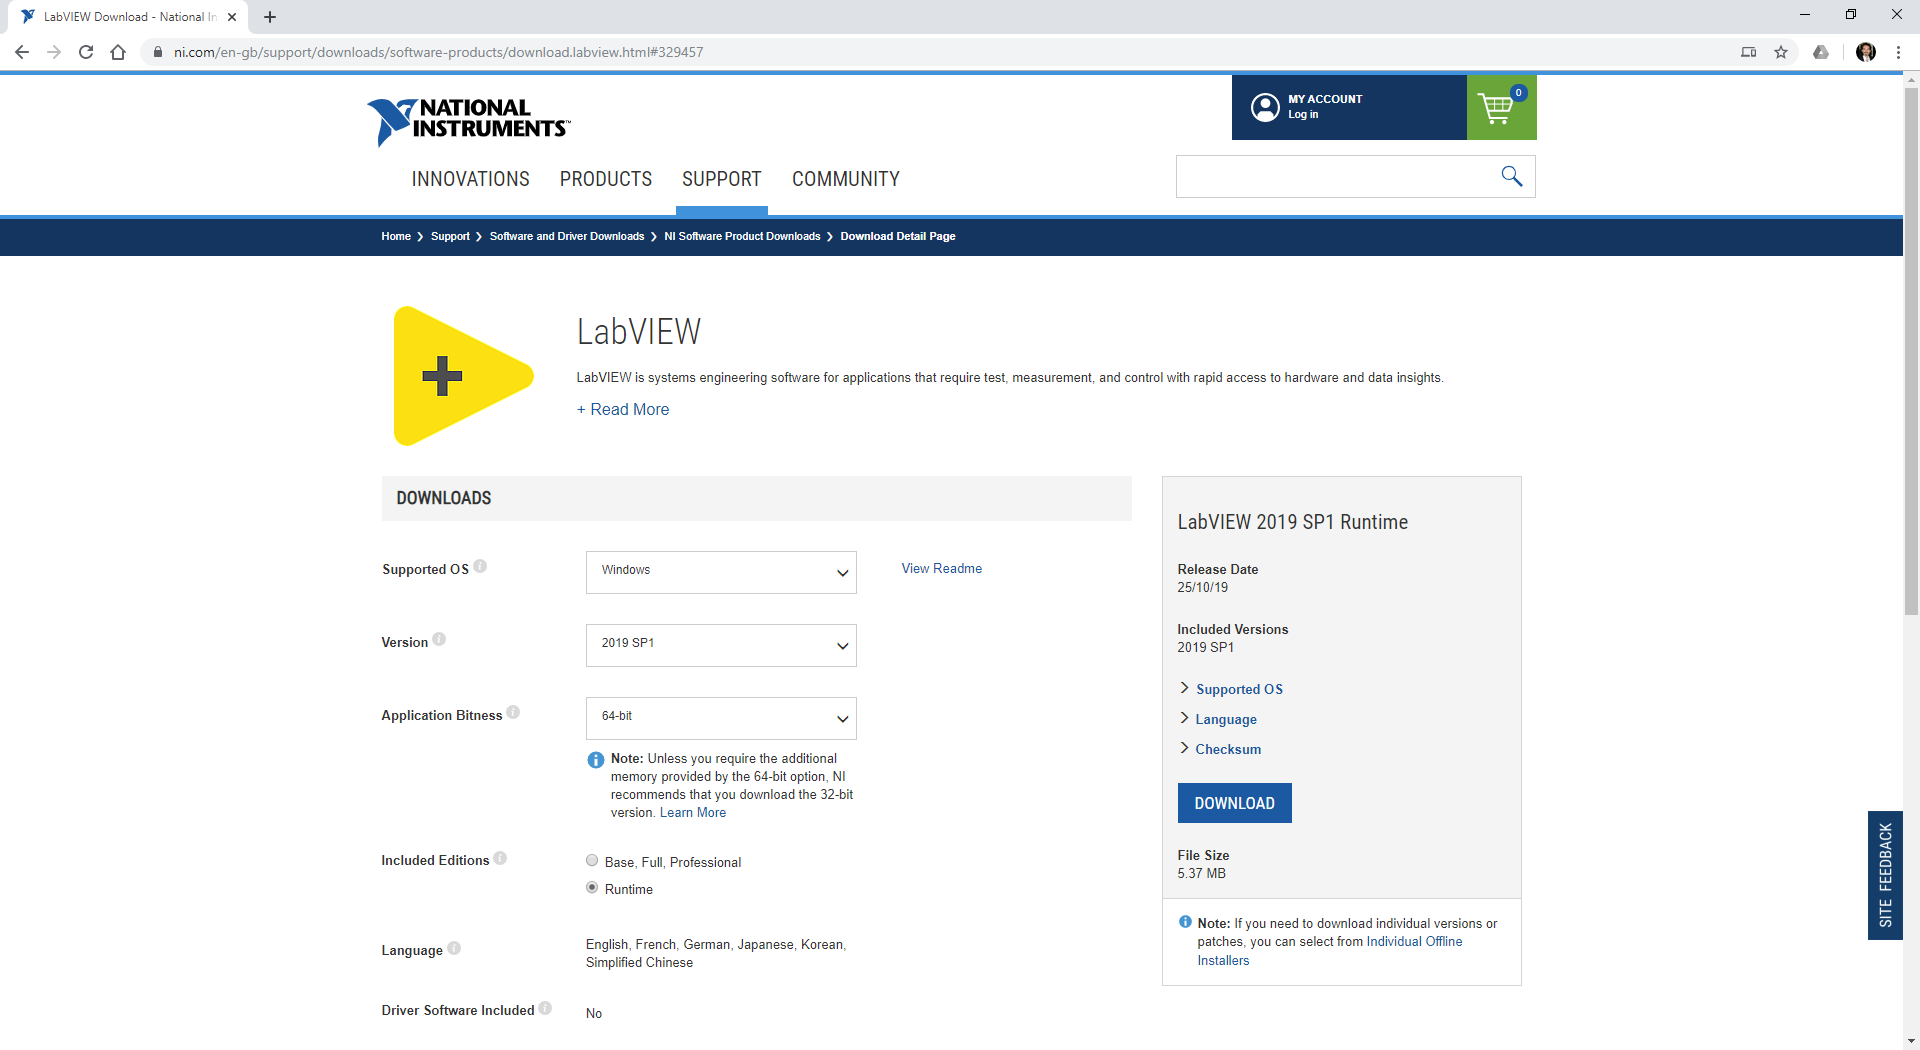 LabVIEW Download - National In
ni.com/en-gb/support/downloads/software-products/download.labview.html#329457
NATIONAL
INSTRUMENTS™
MY ACCOUNT
Log in
0
INNOVATIONS PRODUCTS SUPPORT COMMUNITY
Home > Support > Software and Driver Downloads > NI Software Product Downloads > Download Detail Page
LabVIEW
LabVIEW is systems engineering software for applications that require test, measurement, and control with rapid access to hardware and data insights.
+ Read More
DOWNLOADS
Supported OS
Windows
View Readme
Version
2019 SP1
Application Bitness
64-bit
Note: Unless you require the additional
memory provided by the 64-bit option, NI
recommends that you download the 32-bit
version. Learn More
Included Editions
Base, Full, Professional
Runtime
Language
English, French, German, Japanese, Korean,
Simplified Chinese
Driver Software Included
No
LabVIEW 2019 SP1 Runtime
Release Date
25/10/19
Included Versions
2019 SP1
Supported OS
Language
Checksum
DOWNLOAD
File Size
5.37 MB
Note: If you need to download individual versions or
patches, you can select from Individual Offline
Installers
SITE FEEDBACK